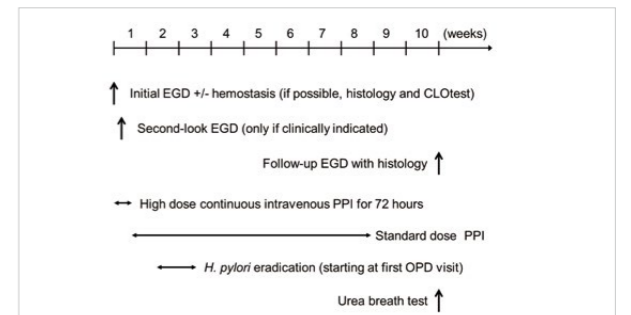 1 2 3 4 5 6 7 8 9 10 (weeks)
Initial EGD +/- hemostasis (if possible, histology and CLOtest)
Second-look EGD (only if clinically indicated)
Follow-up EGD with histology
High dose continuous intravenous PPI for 72 hours
Standard dose PPI
H. pylori eradication (starting at first OPD visit)
Urea breath test